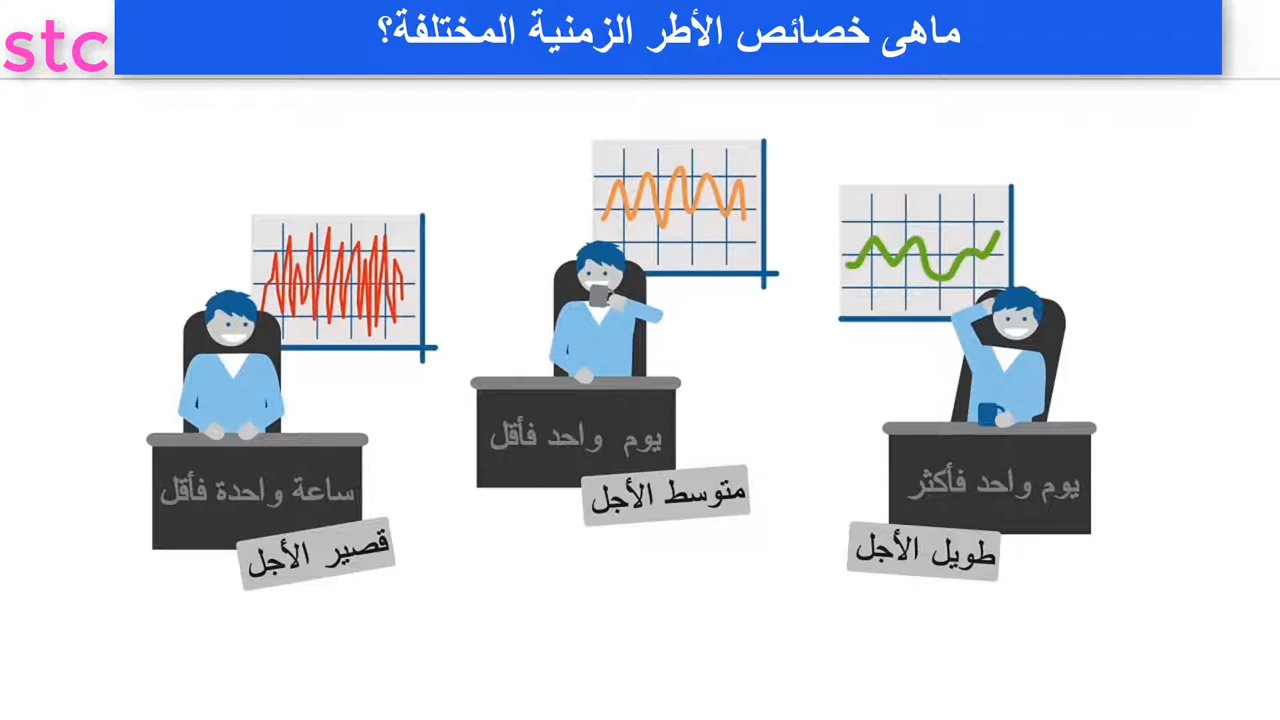 stc
ماهى خصائص الأطر الزمنية المختلفة؟
يوم واحد فأكثر
طويل الأجل
يوم واحد فأقل
متوسط الأجل
ساعة واحدة فأقل
قصير الأجل